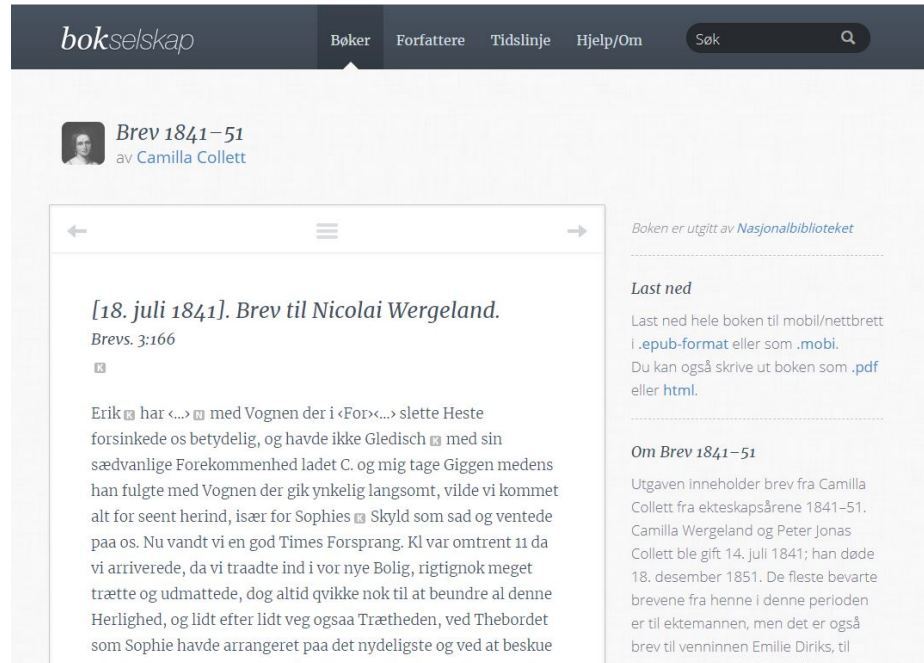 bokselskap
Bøker Forfattere Tidslinje Hjelp/Om Søk
Brev 1841–51
av Camilla Collett
[18. juli 1841]. Brev til Nicolai Wergeland.
Brevs. 3:166
K
Erik K har ‹...› N med Vognen der i ‹For›‹...› slette Heste
forsinkede os betydelig, og havde ikke Gledisch K med sin
sædvanlige Forekommenhed ladet C. og mig tage Giggen medens
han fulgte med Vognen der gik ynkelig langsomt, vilde vi kommet
alt for seent herind, især for Sophies K Skyld som sad og ventede
paa os. Nu vandt vi en god Times Forsprang. Kl var omtrent 11 da
vi arriverede, da vi traadte ind i vor nye Bolig, rigtignok meget
trætte og udmattede, dog altid qvikke nok til at beundre al denne
Herlighed, og lidt efter lidt veg ogsaa Trætheden, ved Thebordet
som Sophie havde arrangeret paa det nydeligste og ved at beskue
Boken er utgitt av Nasjonalbiblioteket
Last ned
Last ned hele boken til mobil/nettbrett
i .epub-format eller som .mobi.
Du kan også skrive ut boken som .pdf
eller html.
Om Brev 1841–51
Utgaven inneholder brev fra Camilla
Collett fra ekteskapsårene 1841–51.
Camilla Wergeland og Peter Jonas
Collett ble gift 14. juli 1841; han døde
18. desember 1851. De fleste bevarte
brevene fra henne i denne perioden
er til ektemannen, men det er også
brev til venninnen Emilie Diriks, til